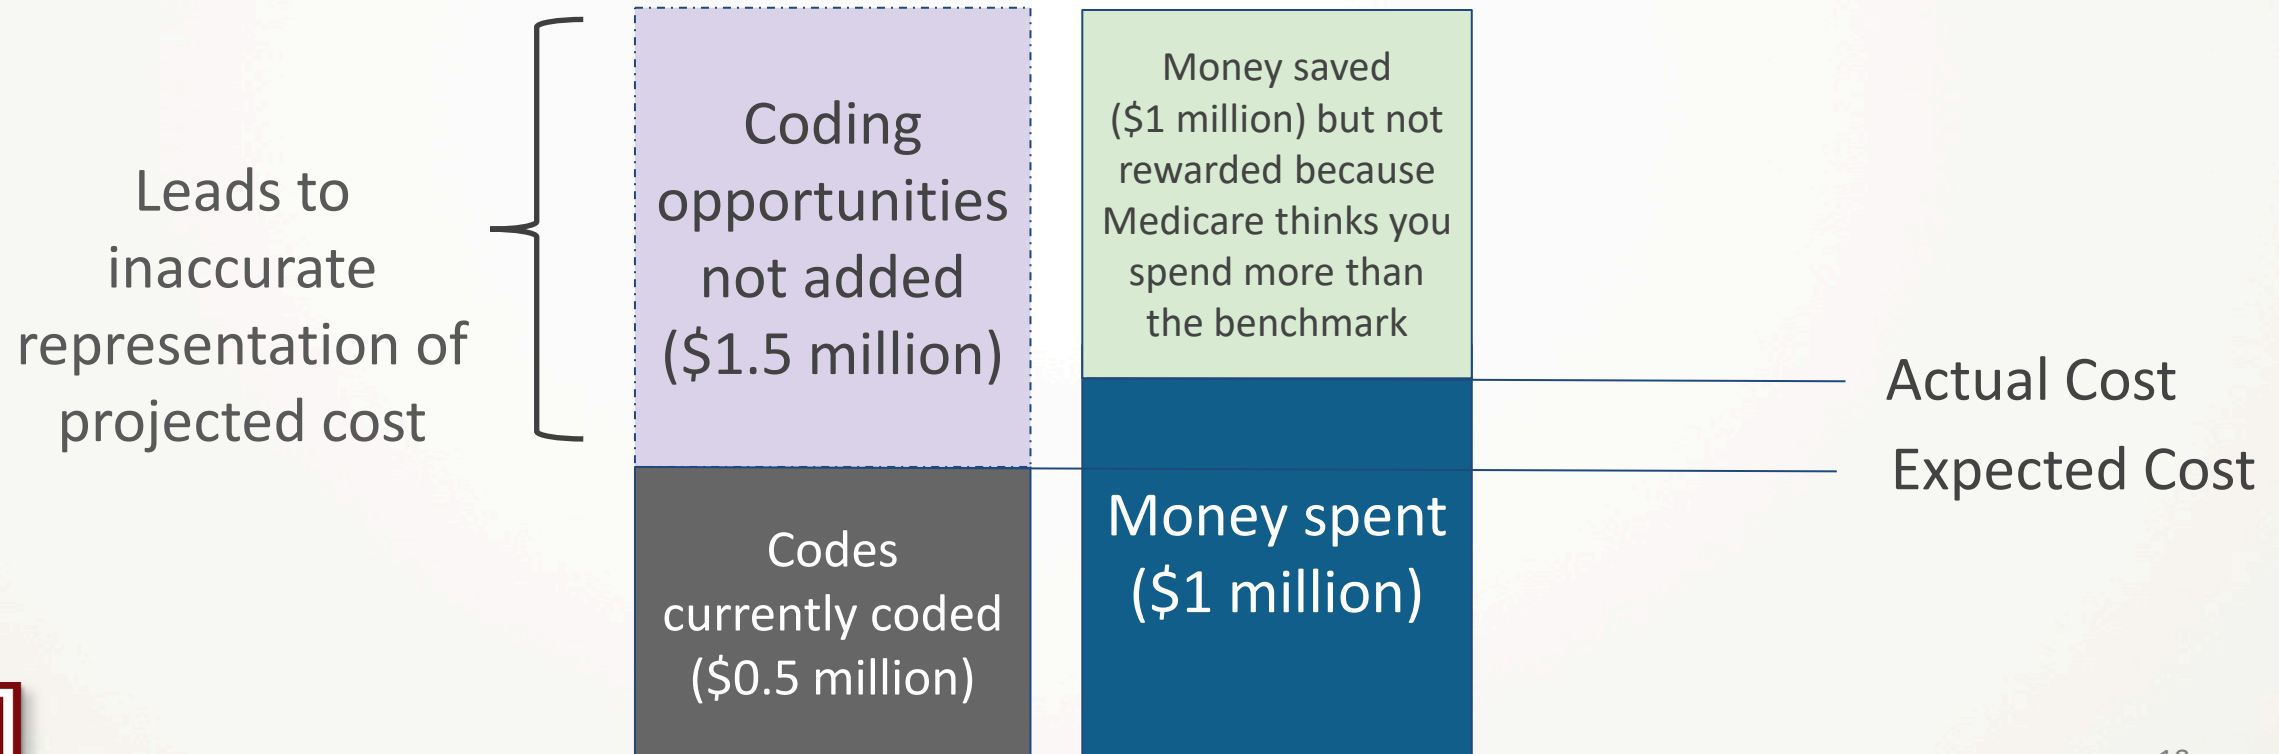 Leads to
inaccurate
representation of
projected cost
Coding
opportunities
not added
($1.5 million)
Codes
currently coded
($0.5 million)
Money saved
($1 million) but not
rewarded because
Medicare thinks you
spend more than
the benchmark
Money spent
($1 million)
Actual Cost
Expected Cost